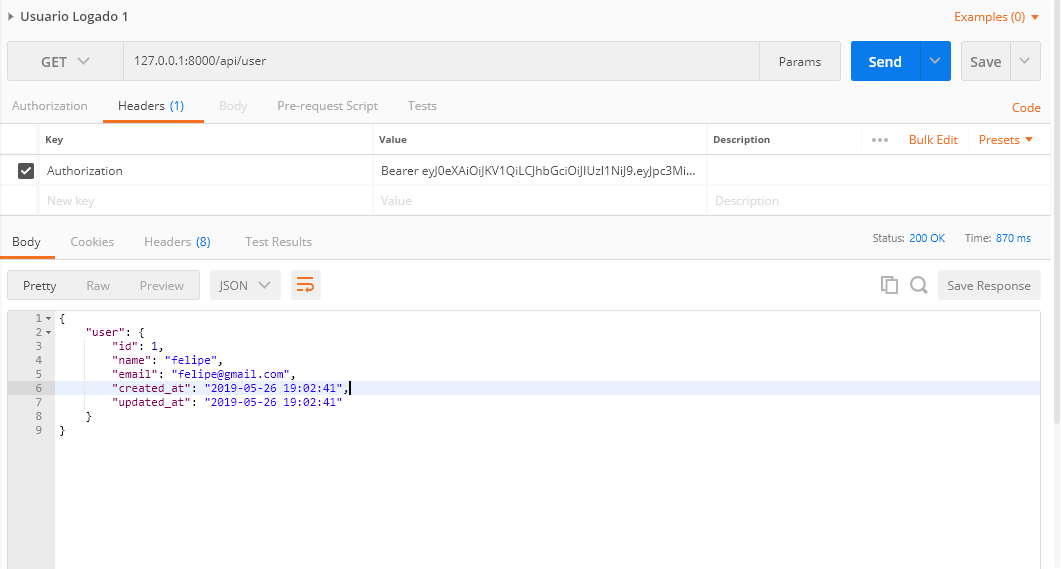 Usuario Logado 1 Examples (0)
GET 127.0.0.1:8000/api/user Params Send Save
Authorization Headers (1) Body Pre-request Script Tests Code
Key Value Description ••• Bulk Edit Presets
Authorization Bearer eyJ0eXAiOiJKV1QiLCJhbGciOiJIUzI1NiJ9.eyJpc3Mi...
New key Value Description
Body Cookies Headers (8) Test Results Status: 200 OK Time: 870 ms
Pretty Raw Preview JSON Save Response
1 {
2 "user": {
3 "id": 1,
4 "name": "felipe",
5 "email": "felipe@gmail.com",
6 "created_at": "2019-05-26 19:02:41",
7 "updated_at": "2019-05-26 19:02:41"
8 }
9 }